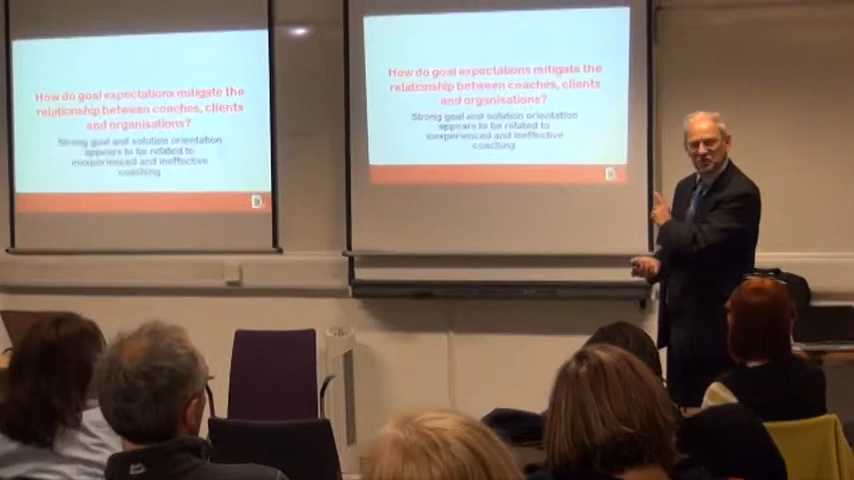 How do goal expectations mitigate the
relationship between coaches, clients
and organisations?
Strong goal and solution orientation
appears to be related to
inexperienced and ineffective
coaching
How do goal expectations mitigate the
relationship between coaches, clients
and organisations?
Strong goal and solution orientation
appears to be related to
inexperienced and ineffective
coaching